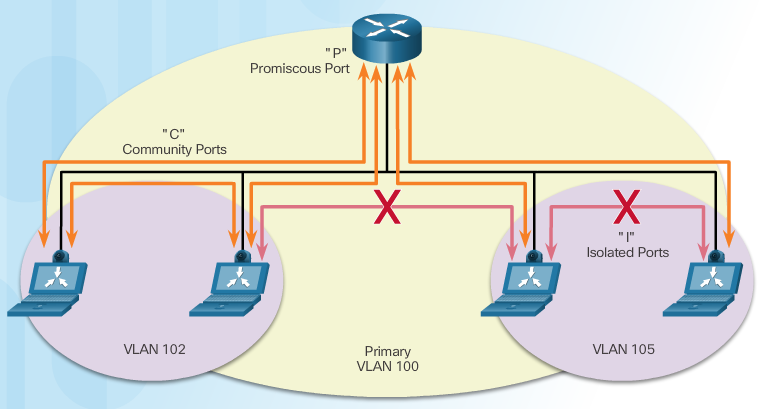 "P"
Promiscous Port
"C"
Community Ports
X
X
"I"
Isolated Ports
VLAN 102
Primary
VLAN 100
VLAN 105